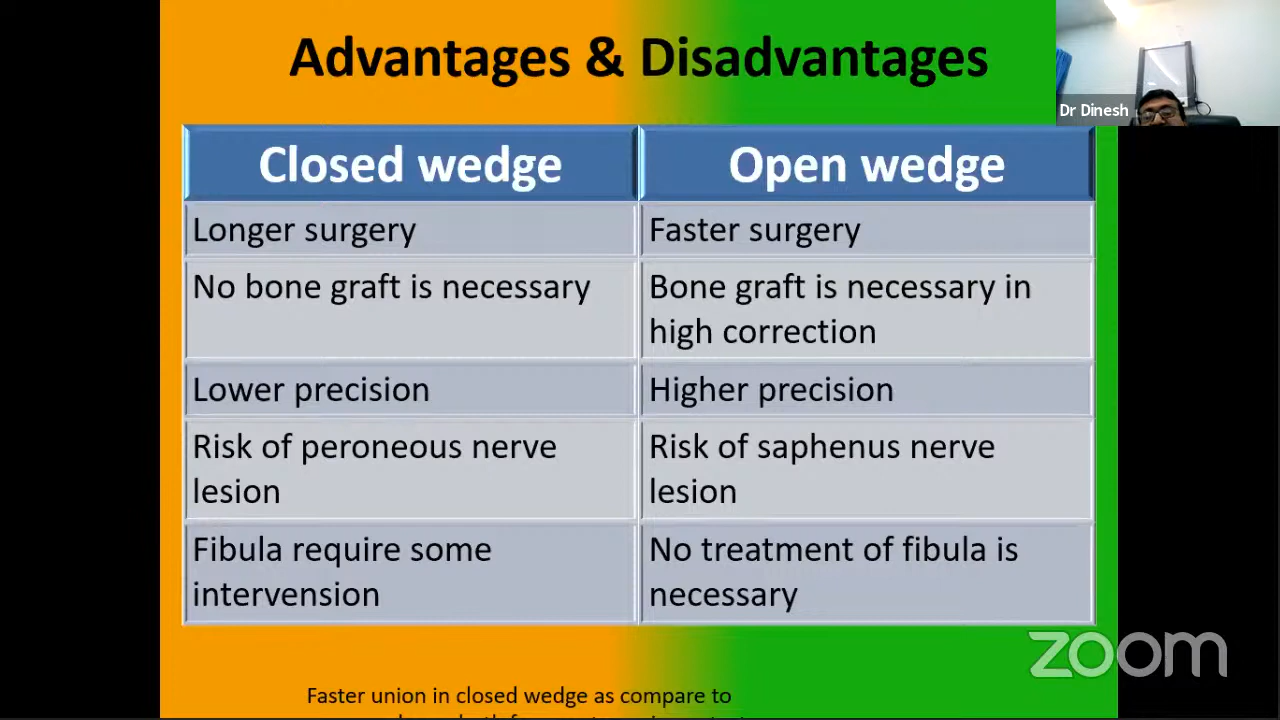 Advantages & Disadvantages
Dr Dinesh
Closed wedge
Open wedge
Longer surgery
Faster surgery
No bone graft is necessary
Bone graft is necessary in
high correction
Lower precision
Higher precision
Risk of peroneous nerve
lesion
Risk of saphenus nerve
lesion
Fibula require some
intervension
No treatment of fibula is
necessary
zoom
Faster union in closed wedge as compare to